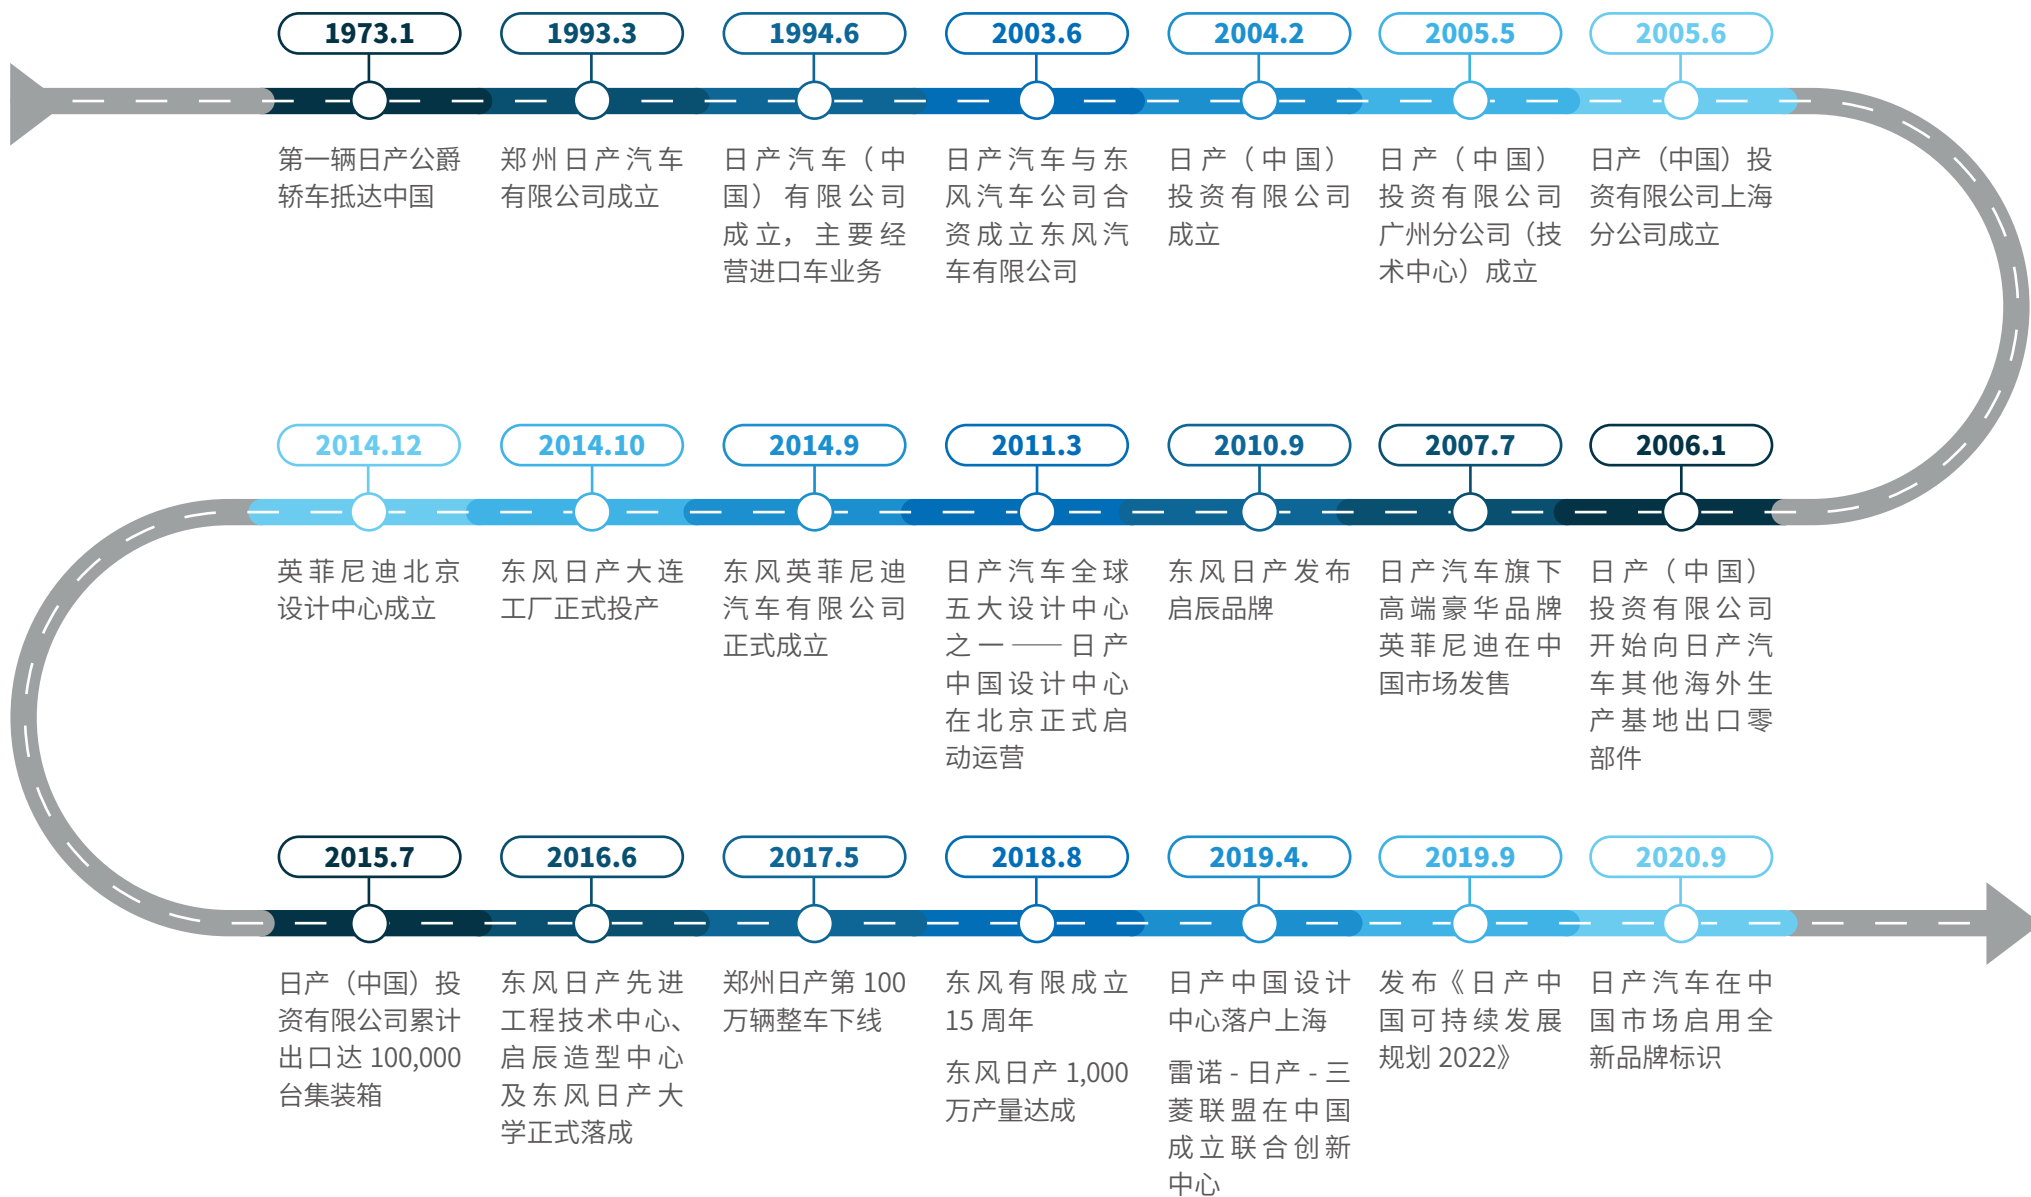 1973.1
第一辆日产公爵
轿车抵达中国
1993.3
郑州日产汽车
有限公司成立
1994.6
日产汽车（中
国）有限公司
成立，主要经
营进口车业务
2003.6
日产汽车与东
风汽车公司合
资成立东风汽
车有限公司
2004.2
日产（中国）
投资有限公司
成立
2005.5
日产（中国）
投资有限公司
广州分公司（技
术中心）成立
2005.6
日产（中国）投
资有限公司上海
分公司成立
2006.1
日产（中国）
投资有限公司
开始向日产汽
车其他海外生
产基地出口零
部件
2007.7
日产汽车旗下
高端豪华品牌
英菲尼迪在中
国市场发售
2010.9
东风日产发布
启辰品牌
2011.3
日产汽车全球
五大设计中心
之一——日产
中国设计中心
在北京正式启
动运营
2014.9
东风英菲尼迪
汽车有限公司
正式成立
2014.10
东风日产大连
工厂正式投产
2014.12
英菲尼迪北京
设计中心成立
2015.7
日产（中国）投
资有限公司累计
出口达 100,000
台集装箱
2016.6
东风日产先进
工程技术中心、
启辰造型中心
及东风日产大
学正式落成
2017.5
郑州日产第 100
万辆整车下线
2018.8
东风有限成立
15 周年
东风日产 1,000
万产量达成
2019.4.
日产中国设计
中心落户上海
雷诺 - 日产 - 三
菱联盟在中国
成立联合创新
中心
2019.9
发布《日产中
国可持续发展
规划 2022》
2020.9
日产汽车在中
国市场启用全
新品牌标识